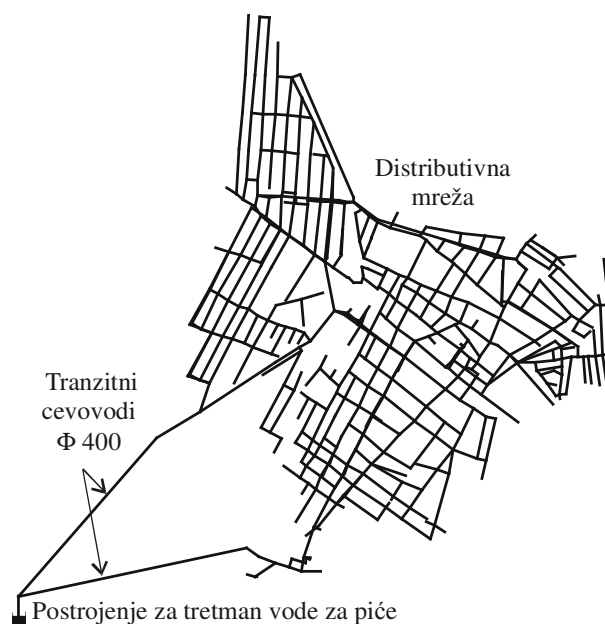 Distributivna
mreža
Tranzitni
cevovodi
Φ 400
Postrojenje za tretman vode za piće